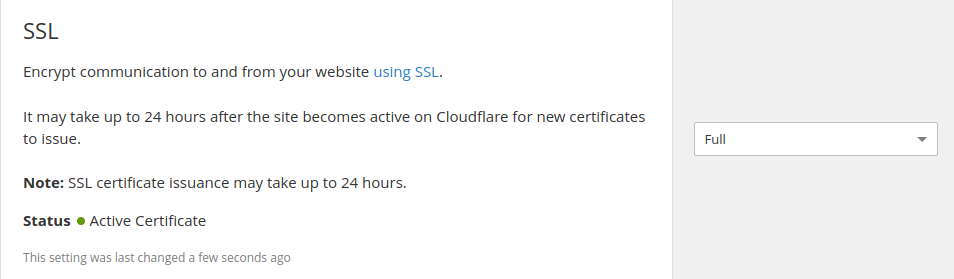 SSL
Encrypt communication to and from your website using SSL.
It may take up to 24 hours after the site becomes active on Cloudflare for new certificates
to issue.
Full
Note: SSL certificate issuance may take up to 24 hours.
Status Active Certificate
This setting was last changed a few seconds ago